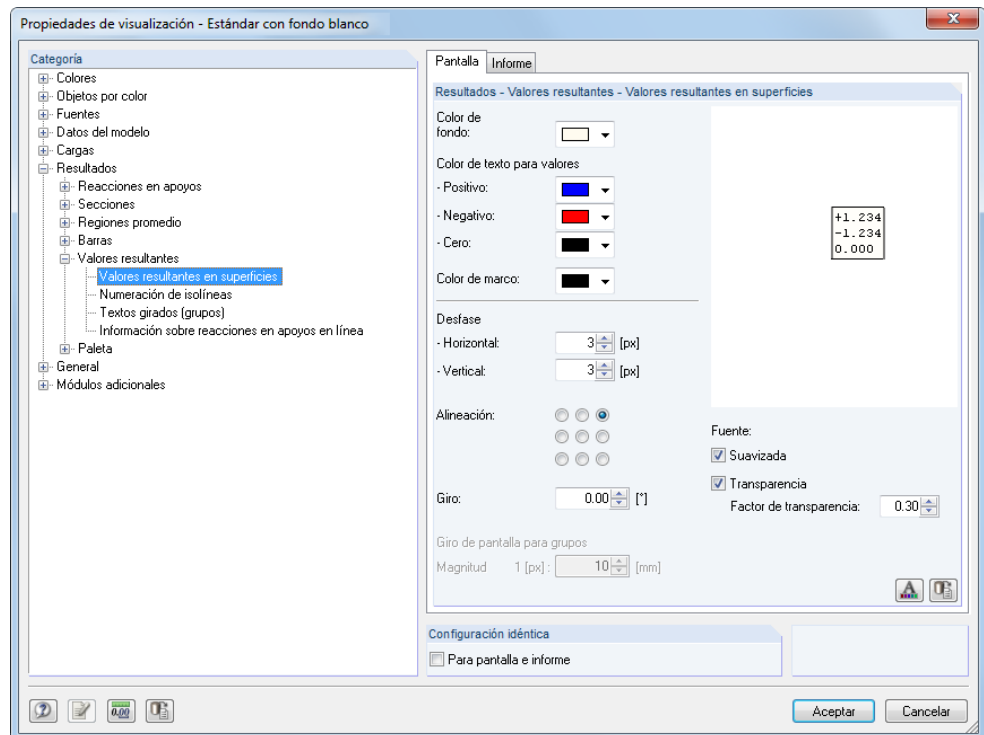 Propiedades de visualización - Estándar con fondo blanco
Categoría
Colores
Objetos por color
Fuentes
Datos del modelo
Cargas
Resultados
Reacciones en apoyos
Secciones
Regiones promedio
Barras
Valores resultantes
Valores resultantes en superficies
Numeración de isolíneas
Textos girados (grupos)
Información sobre reacciones en apoyos en línea
Paleta
General
Módulos adicionales
Pantalla Informe
Resultados - Valores resultantes - Valores resultantes en superficies
Color de
fondo:
Color de texto para valores
- Positivo:
- Negativo:
- Cero:
Color de marco:
Desfase
- Horizontal: 3 [px]
- Vertical: 3 [px]
Alineación:
Giro: 0.00 [°]
Giro de pantalla para grupos
Magnitud 1 [px] : 10 [mm]
+1.234
-1.234
0.000
Fuente:
Suavizada
Transparencia
Factor de transparencia: 0.30
A
Configuración idéntica
Para pantalla e informe
0.00
Aceptar Cancelar